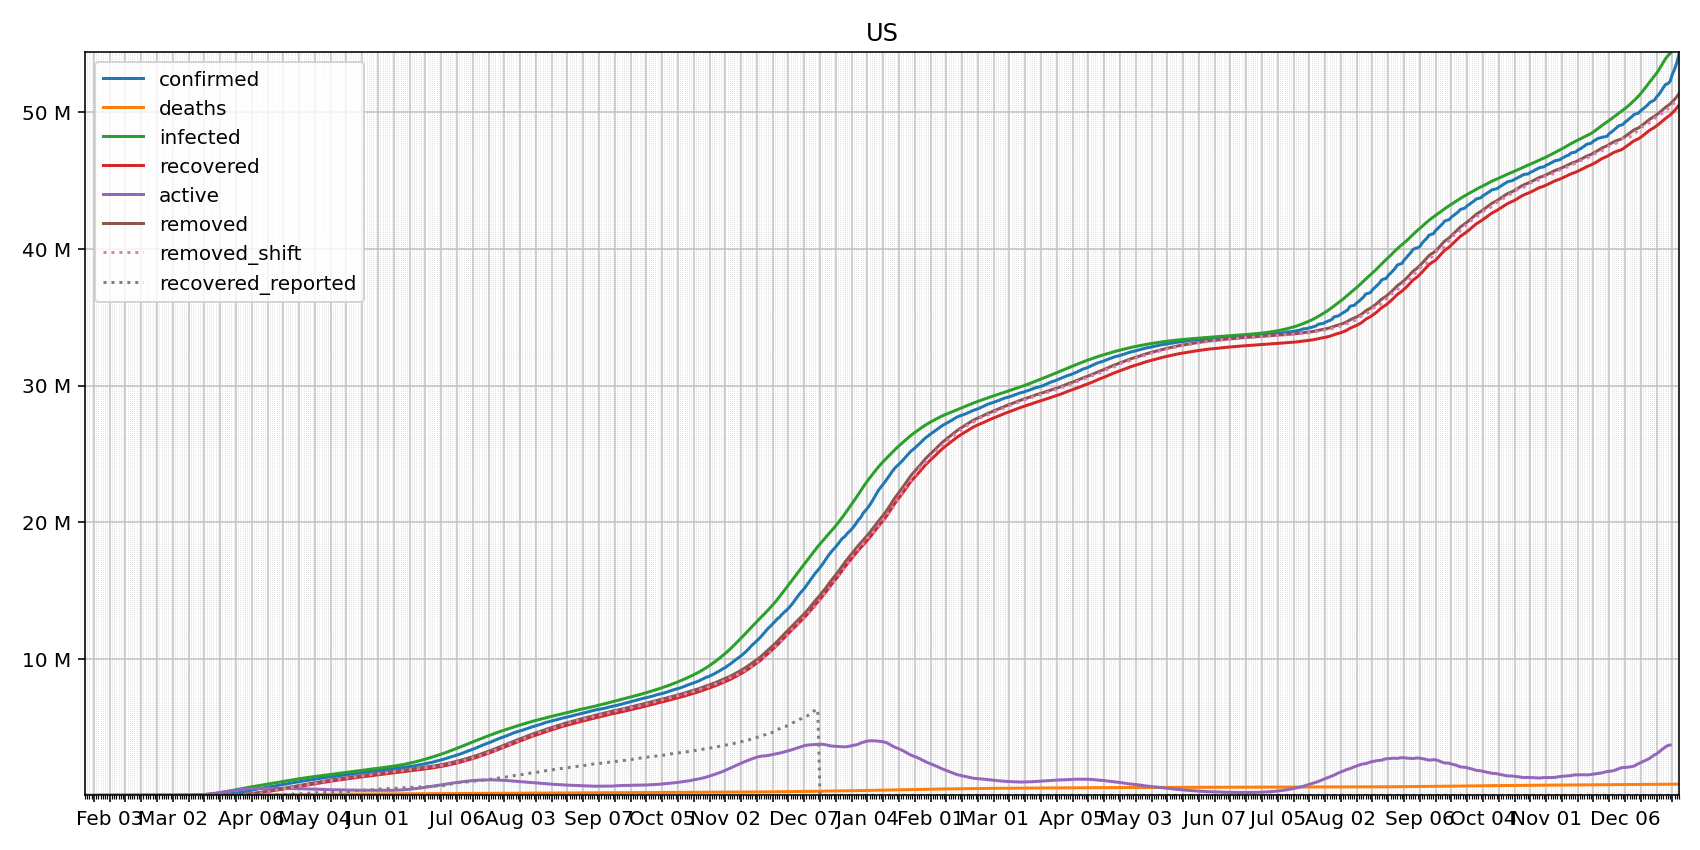 US
confirmed
deaths
infected
recovered
active
removed
removed_shift
recovered_reported
50 M
40 M
30 M
20 M
10 M
Feb 03 Mar 02 Apr 06 May 04 Jun 01 Jul 06 Aug 03 Sep 07 Oct 05 Nov 02 Dec 07 Jan 04 Feb 01 Mar 01 Apr 05 May 03 Jun 07 Jul 05 Aug 02 Sep 06 Oct 04 Nov 01 Dec 06